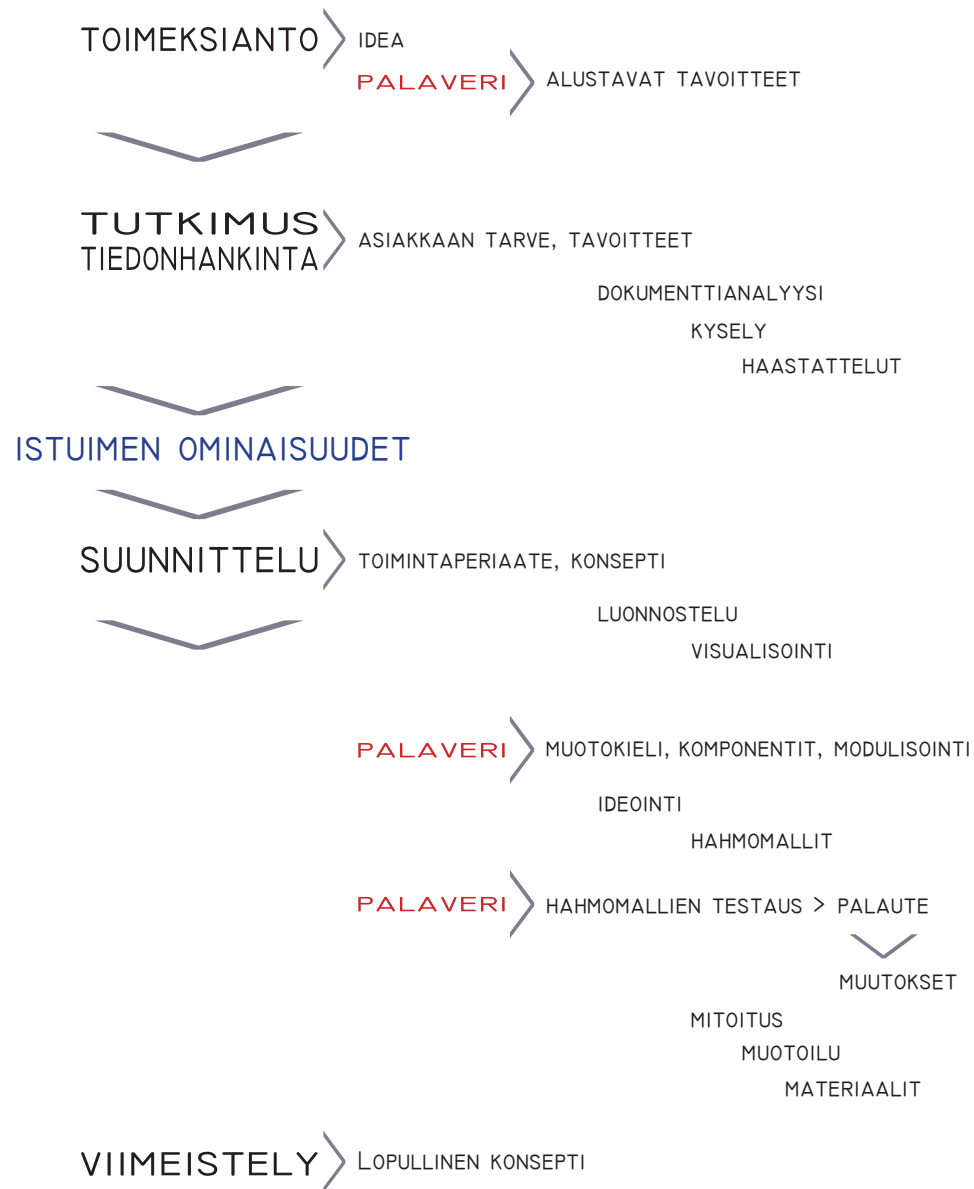 TOIMEKSIANTO IDEA
PALAVERI ALUSTAVAT TAVOITTEET
TUTKIMUS
TIEDONHANKINTA ASIAKKAAN TARVE, TAVOITTEET
DOKUMENTTIANALYYSI
KYSELY
HAASTATTELUT
ISTUIMEN OMINAISUUDET
SUUNNITTELU TOIMINTAPERIAATE, KONSEPTI
LUONNOSTELU
VISUALISOINTI
PALAVERI MUOTOKIELI, KOMPONENTIT, MODULISOINTI
IDEOINTI
HAHMOMALLIT
PALAVERI HAHMOMALLIEN TESTAUS > PALAUTE
MUUTOKSET
MITOITUS
MUOTOILU
MATERIAALIT
VIIMEISTELY LOPULLINEN KONSEPTI